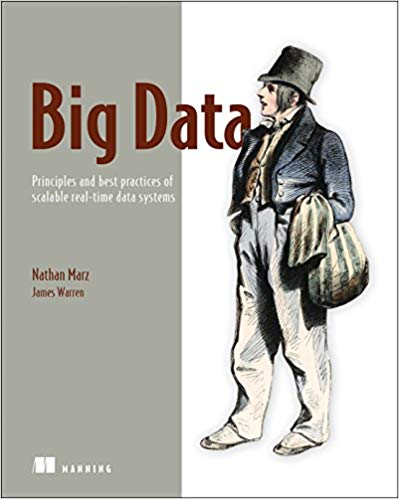 Big Data
Principles and best practices of
scalable real-time data systems
Nathan Marz
James Warren
MANNING